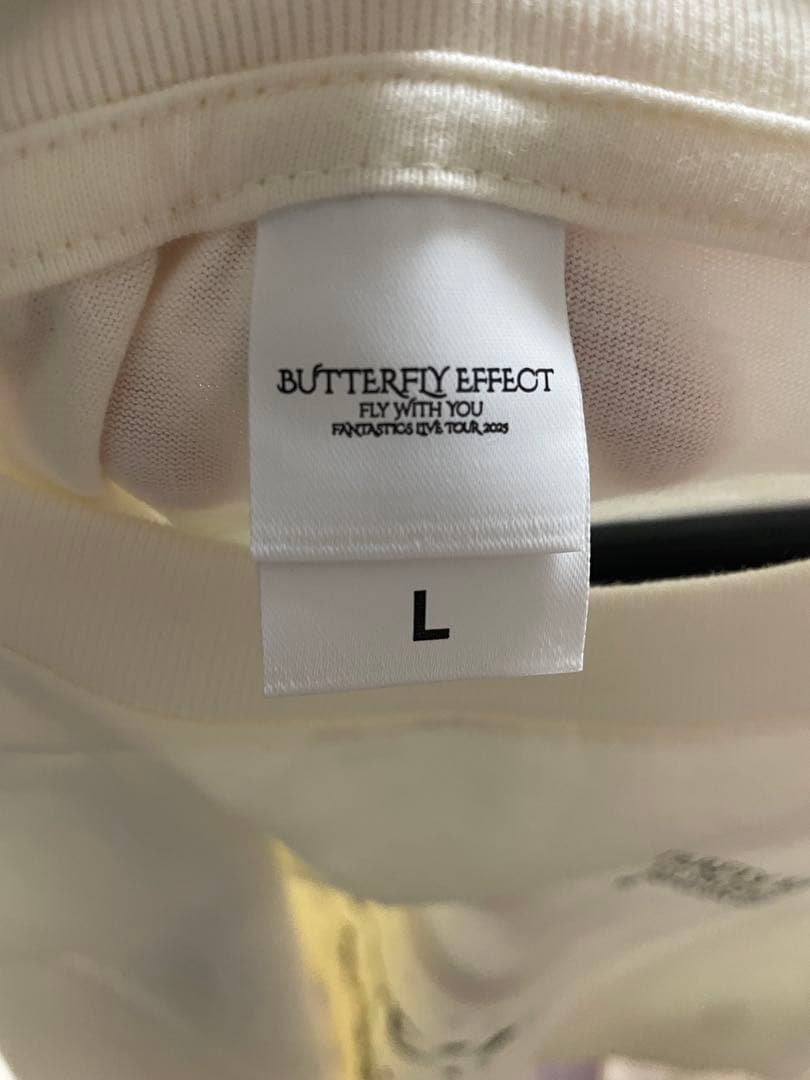 BUTTERFLY EFFECT
FLY WITH YOU
FANTASTICS LIVE TOUR 2025
L